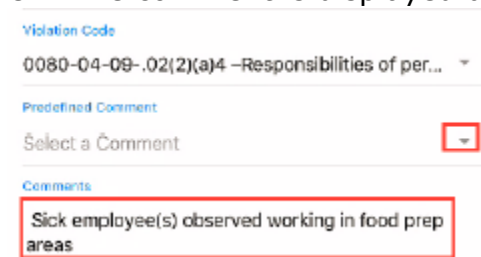 Violation Code
0080-04-09-.02(2)(a)4 –Responsibilities of per...
Predefined Comment
Select a Comment
Comments
Sick employee(s) observed working in food prep
areas